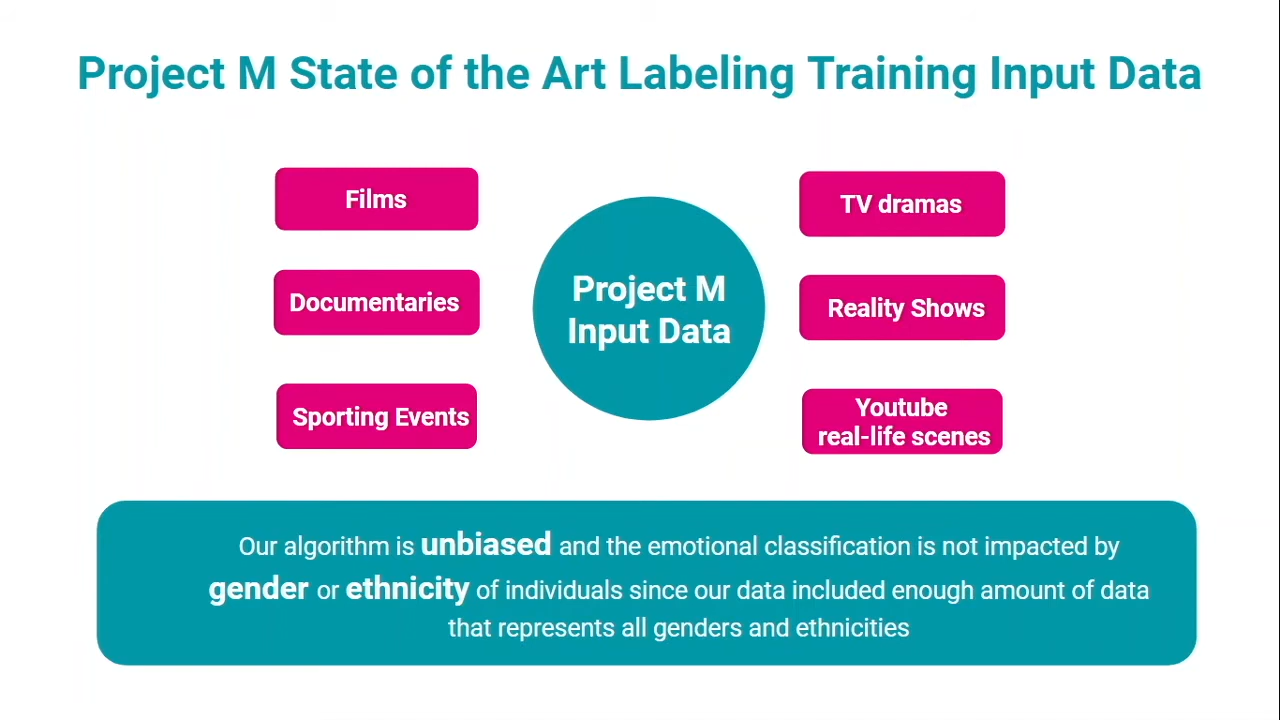 Project M State of the Art Labeling Training Input Data
Films
TV dramas
Project M
Input Data
Documentaries
Reality Shows
Sporting Events
Youtube
real-life scenes
Our algorithm is unbiased and the emotional classification is not impacted by
gender or ethnicity of individuals since our data included enough amount of data
that represents all genders and ethnicities